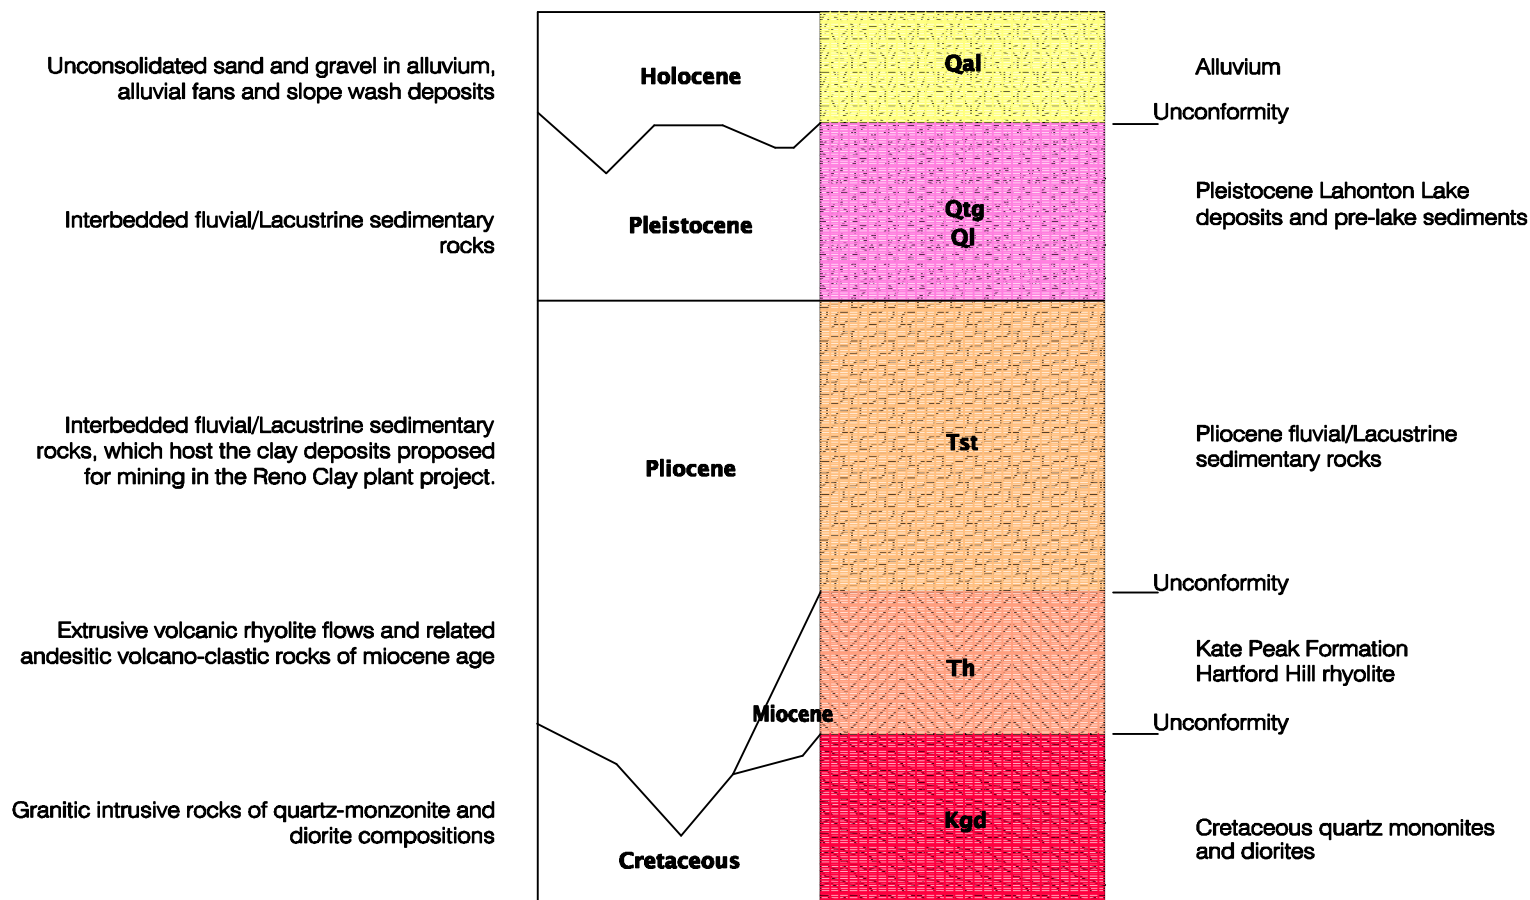 Unconsolidated sand and gravel in alluvium,
alluvial fans and slope wash deposits
Holocene
Qal
Alluvium
Unconformity
Interbedded fluvial/Lacustrine sedimentary
rocks
Pleistocene
Qtg
Ql
Pleistocene Lahonton Lake
deposits and pre-lake sediments
Interbedded fluvial/Lacustrine sedimentary
rocks, which host the clay deposits proposed
for mining in the Reno Clay plant project.
Pliocene
Tst
Pliocene fluvial/Lacustrine
sedimentary rocks
Unconformity
Extrusive volcanic rhyolite flows and related
andesitic volcano-clastic rocks of miocene age
Miocene
Th
Kate Peak Formation
Hartford Hill rhyolite
Unconformity
Granitic intrusive rocks of quartz-monzonite and
diorite compositions
Cretaceous
Kgd
Cretaceous quartz mononites
and diorites